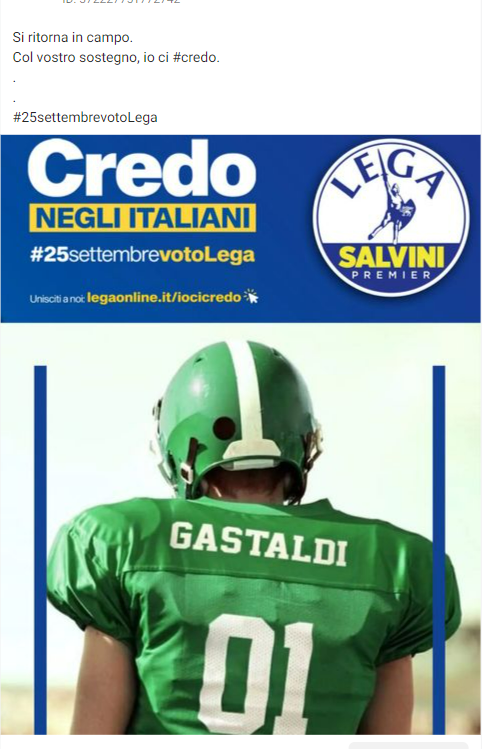 Si ritorna in campo.
Col vostro sostegno, io ci #credo.
.
.
#25settembrevotoLega
Credo
NEGLI ITALIANI
#25settembrevotoLega
Unisciti a noi: legaonline.it/iocicredo
LEGA
SALVINI
PREMIER
GASTALDI
01